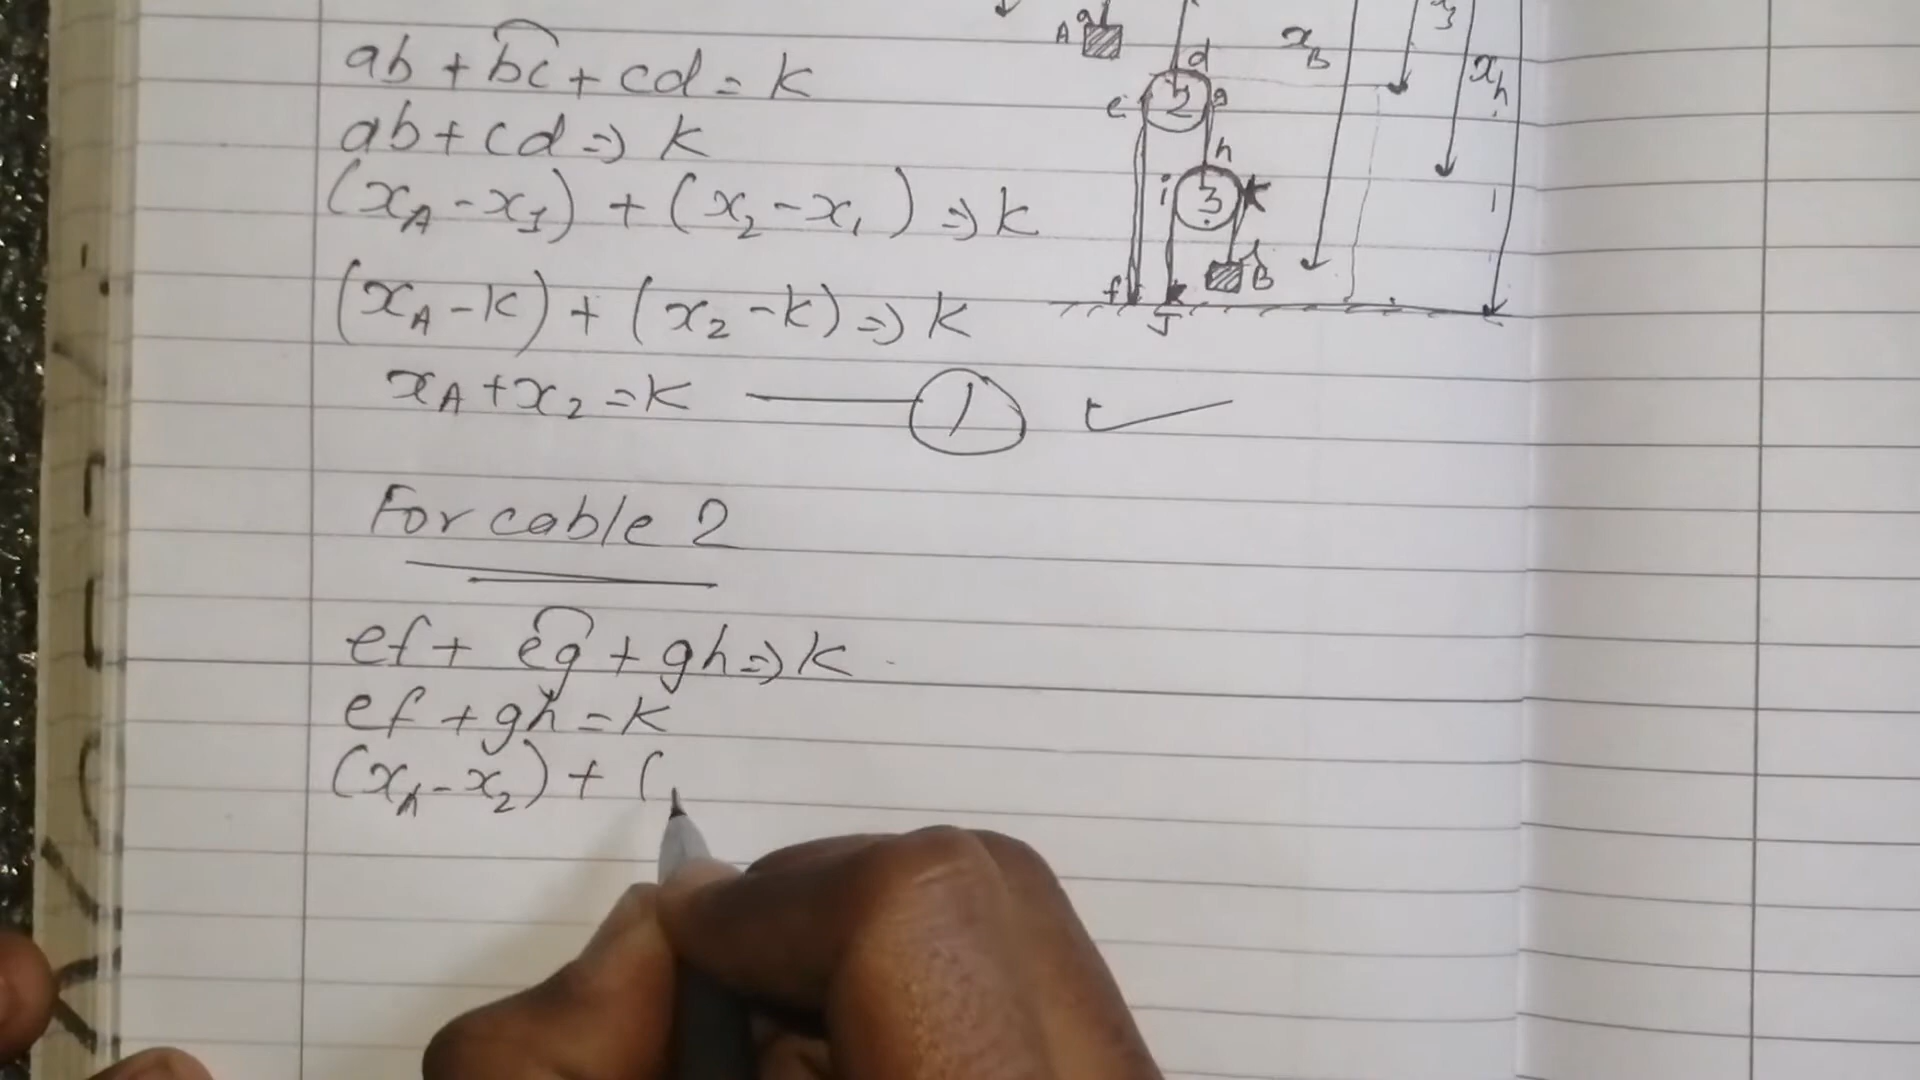 ab + bc + cd = k
ab + cd => k
(x_A - x_1) + (x_2 - x_1) => k
(x_A - k) + (x_2 - k) => k
x_A + x_2 = k —— 1 ✓
For cable 2
ef + eg + gh => k
ef + gh = k
(x_h - x_2) + (
A a
x_B
x_3
x_h
d
e 2 g
h
i 3 k
B
f
J